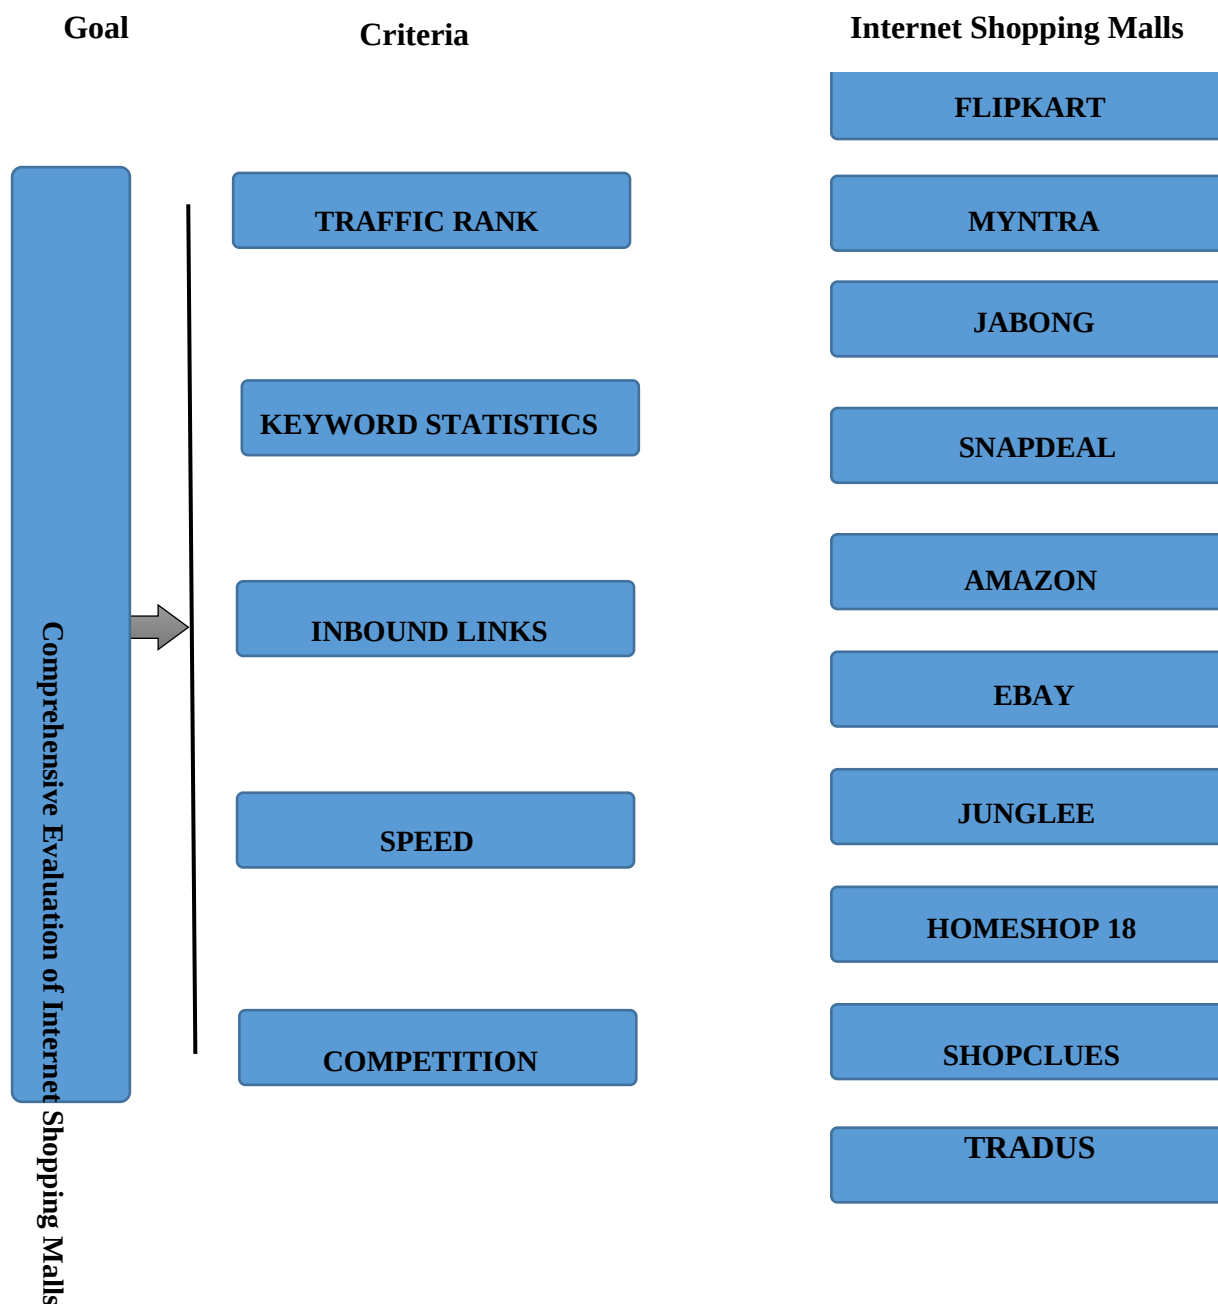 Goal
Criteria
Internet Shopping Malls
Comprehensive Evaluation of Internet Shopping Malls
TRAFFIC RANK
KEYWORD STATISTICS
INBOUND LINKS
SPEED
COMPETITION
FLIPKART
MYNTRA
JABONG
SNAPDEAL
AMAZON
EBAY
JUNGLEE
HOMESHOP 18
SHOPCLUES
TRADUS